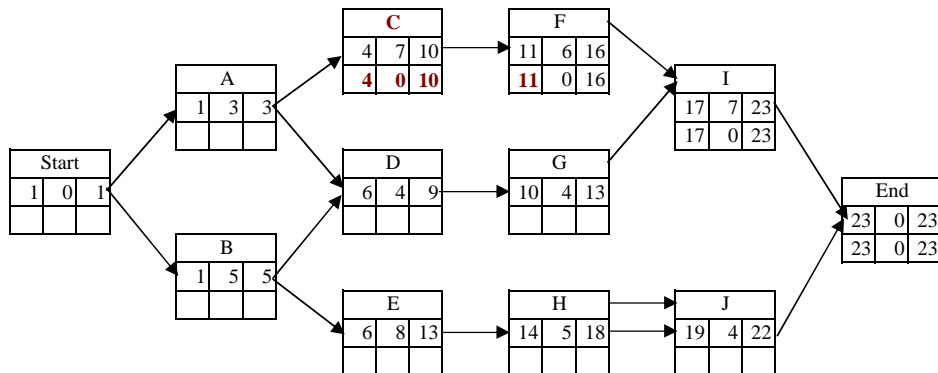 C
4 7 10
4 0 10
F
11 6 16
11 0 16
A
1 3 3
I
17 7 23
17 0 23
Start
1 0 1
D
6 4 9
G
10 4 13
End
23 0 23
23 0 23
B
1 5 5
E
6 8 13
H
14 5 18
J
19 4 22